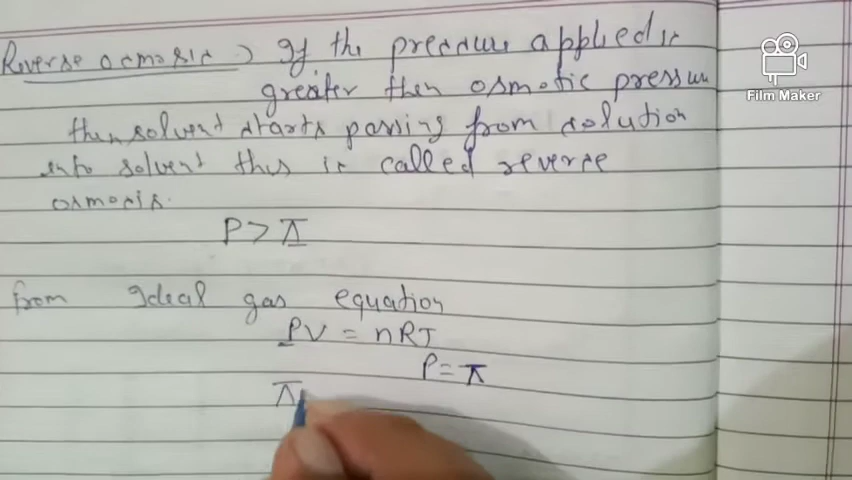 Reverse osmosis → If the pressure applied is
greater then osmotic pressure
then solvent starts passing from solution
into solvent this is called reverse
osmosis.
P > π
from Ideal gas equation
PV = nRT
P = π
π
Film Maker